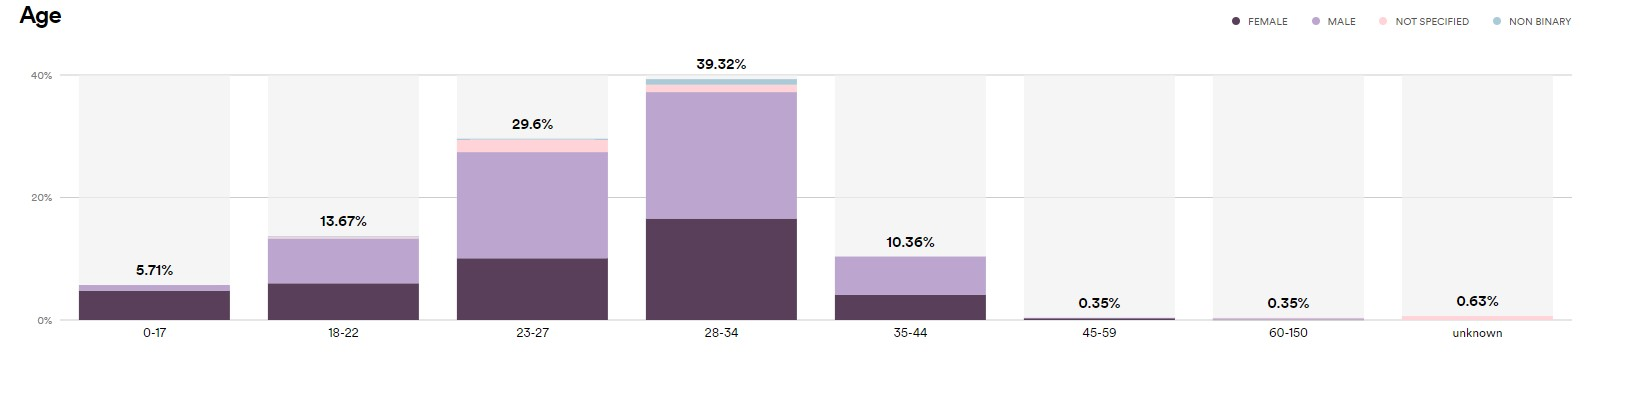 Age
FEMALE MALE NOT SPECIFIED NON BINARY
39.32%
40%
29.6%
13.67%
20%
10.36%
5.71%
0.35% 0.35% 0.63%
0%
0-17 18-22 23-27 28-34 35-44 45-59 60-150 unknown